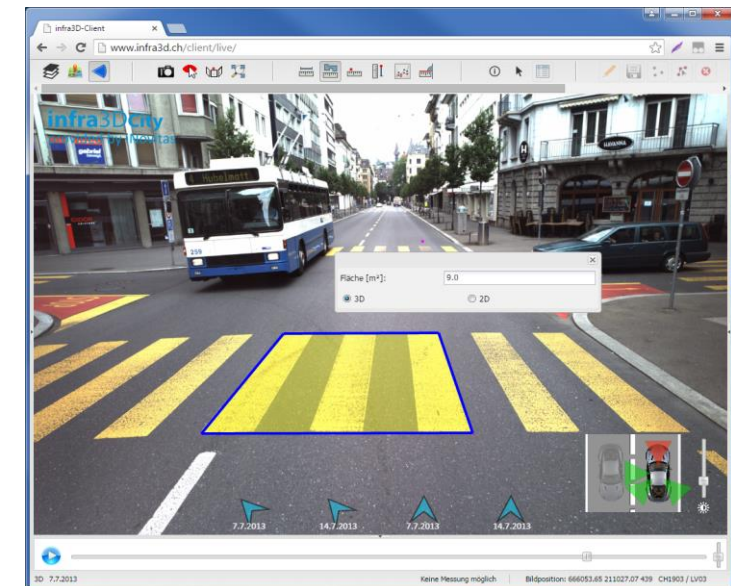 infra3D-Client
www.infra3d.ch/client/live/
infra3DCity
gabriel
4 Hubelmatt
259
Fläche [m²]:
9.0
3D
2D
7.7.2013
14.7.2013
7.7.2013
14.7.2013
3D 7.7.2013
Keine Messung möglich
Bildposition: 666053.65 211027.07 439 CH1903 / LV03